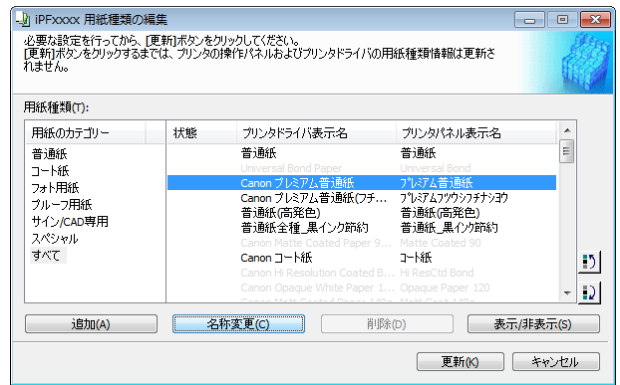 iPFxxxx 用紙種類の編集
必要な設定を行ってから、[更新]ボタンをクリックしてください。
[更新]ボタンをクリックするまでは、プリンタの操作パネルおよびプリンタドライバの用紙種類情報は更新さ
れません。
用紙種類(T):
用紙のカテゴリー 状態 プリンタドライバ表示名 プリンタパネル表示名
普通紙
コート紙
フォト用紙
プルーフ用紙
サイン/CAD専用
スペシャル
すべて
普通紙 普通紙
Universal Bond Paper Universal Bond
Canon プレミアム普通紙 プレミアム普通紙
Canon プレミアム普通紙(フチ... プレミアムフツウシフチナシヨウ
普通紙(高発色) 普通紙(高発色)
普通紙全種_黒インク節約 普通紙_黒インク節約
Canon Matte Coated Paper 9... Matte Coated 90
Canon コート紙 コート紙
Canon Hi Resolution Coated B... Hi ResCtd Bond
Canon Opaque White Paper 1... Opaque Paper 120
追加(A) 名称変更(C) 削除(D) 表示/非表示(S)
更新(K) キャンセル